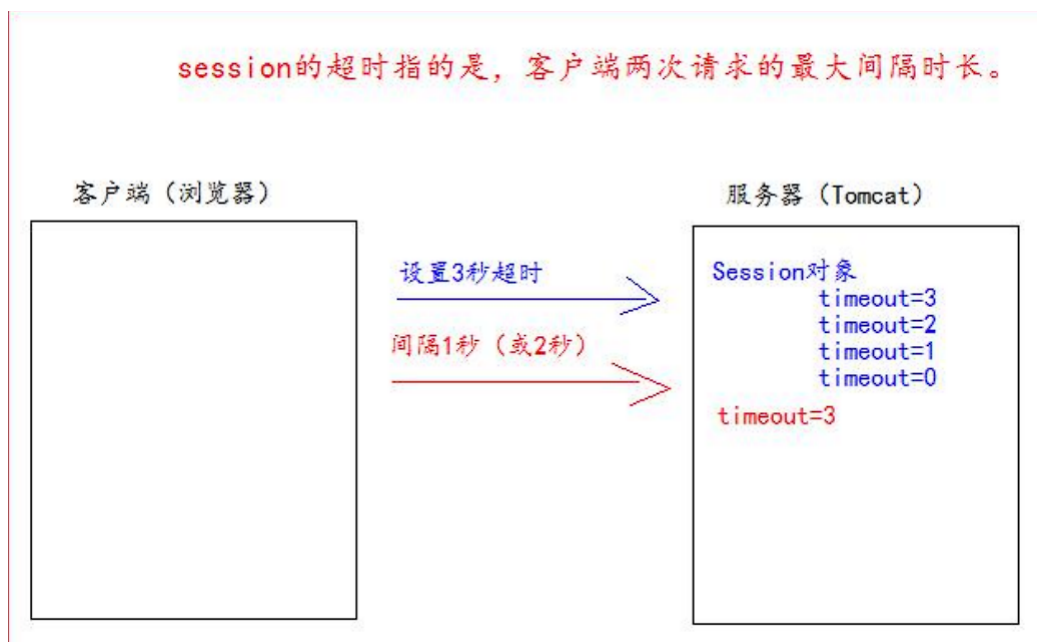 session的超时指的是, 客户端两次请求的最大间隔时长。
客户端（浏览器）
服务器（Tomcat）
设置3秒超时
间隔1秒（或2秒）
Session对象
timeout=3
timeout=2
timeout=1
timeout=0
timeout=3